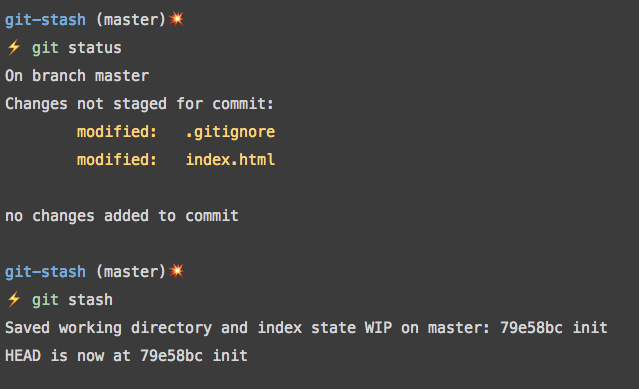 git-stash (master)💥
⚡ git status
On branch master
Changes not staged for commit:
        modified:   .gitignore
        modified:   index.html
no changes added to commit
git-stash (master)💥
⚡ git stash
Saved working directory and index state WIP on master: 79e58bc init
HEAD is now at 79e58bc init